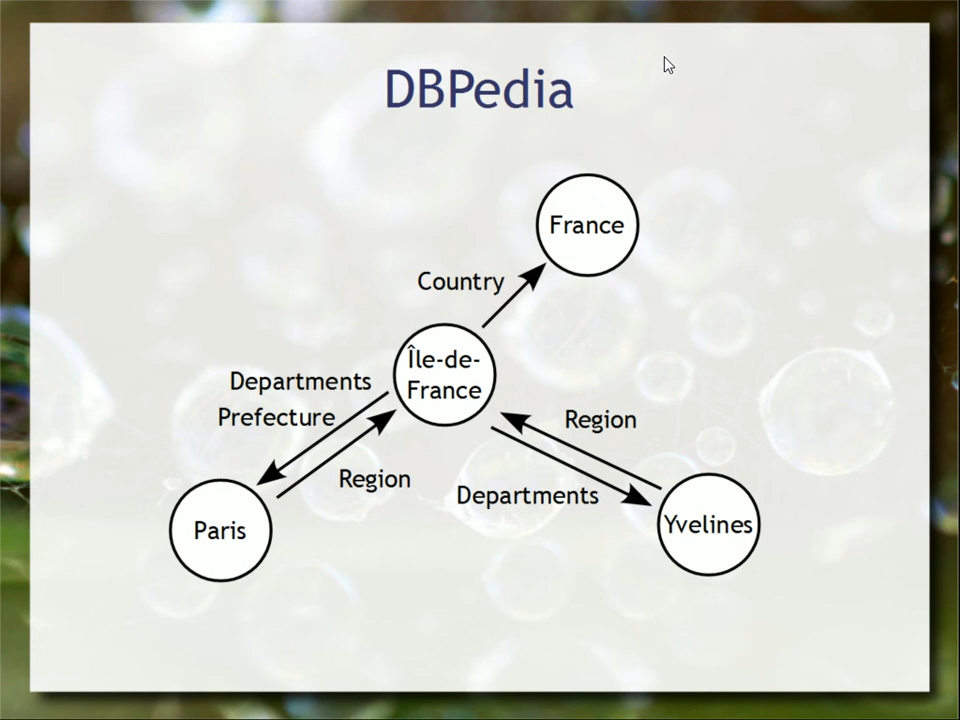 DBPedia
France
Country
Île-de-
France
Departments
Prefecture
Region
Region
Departments
Paris
Yvelines